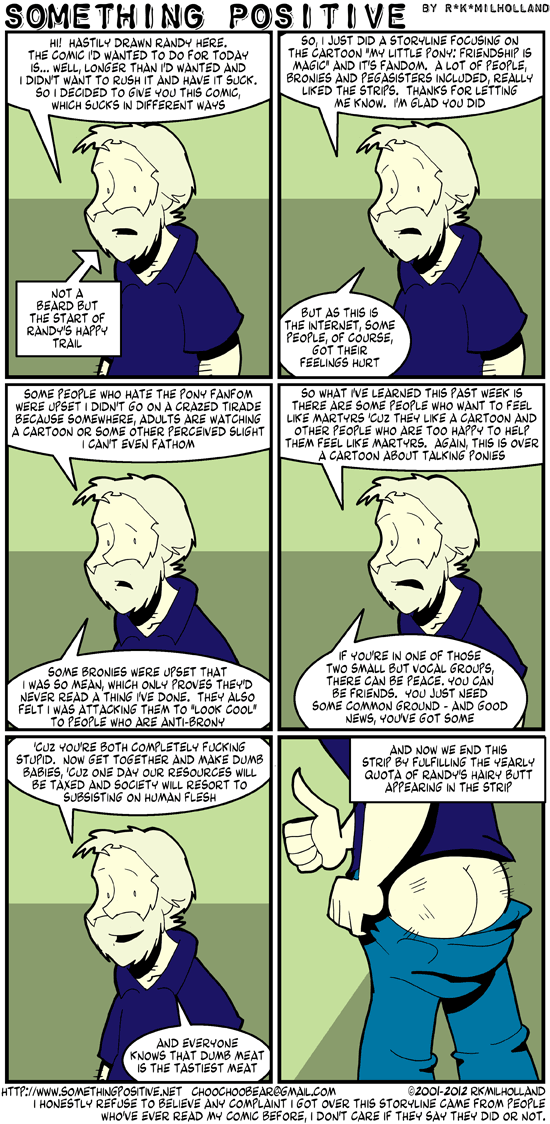 SOMETHING POSITIVE BY R*K*MILHOLLAND
HI! HASTILY DRAWN RANDY HERE.
THE COMIC I'D WANTED TO DO FOR TODAY
IS... WELL, LONGER THAN I'D WANTED AND
I DIDN'T WANT TO RUSH IT AND HAVE IT SUCK.
SO I DECIDED TO GIVE YOU THIS COMIC,
WHICH SUCKS IN DIFFERENT WAYS
NOT A
BEARD BUT
THE START OF
RANDY'S HAPPY
TRAIL
SO, I JUST DID A STORYLINE FOCUSING ON
THE CARTOON "MY LITTLE PONY: FRIENDSHIP IS
MAGIC" AND IT'S FANDOM. A LOT OF PEOPLE,
BRONIES AND PEGASISTERS INCLUDED, REALLY
LIKED THE STRIPS. THANKS FOR LETTING
ME KNOW. I'M GLAD YOU DID
BUT AS THIS IS
THE INTERNET, SOME
PEOPLE, OF COURSE,
GOT THEIR
FEELINGS HURT
SOME PEOPLE WHO HATE THE PONY FANFOM
WERE UPSET I DIDN'T GO ON A CRAZED TIRADE
BECAUSE SOMEWHERE, ADULTS ARE WATCHING
A CARTOON OR SOME OTHER PERCEIVED SLIGHT
I CAN'T EVEN FATHOM
SOME BRONIES WERE UPSET THAT
I WAS SO MEAN, WHICH ONLY PROVES THEY'D
NEVER READ A THING I'VE DONE. THEY ALSO
FELT I WAS ATTACKING THEM TO "LOOK COOL"
TO PEOPLE WHO ARE ANTI-BRONY
SO WHAT I'VE LEARNED THIS PAST WEEK IS
THERE ARE SOME PEOPLE WHO WANT TO FEEL
LIKE MARTYRS 'CUZ THEY LIKE A CARTOON AND
OTHER PEOPLE WHO ARE TOO HAPPY TO HELP
THEM FEEL LIKE MARTYRS. AGAIN, THIS IS OVER
A CARTOON ABOUT TALKING PONIES
IF YOU'RE IN ONE OF THOSE
TWO SMALL BUT VOCAL GROUPS,
THERE CAN BE PEACE. YOU CAN
BE FRIENDS. YOU JUST NEED
SOME COMMON GROUND - AND GOOD
NEWS, YOU'VE GOT SOME
'CUZ YOU'RE BOTH COMPLETELY FUCKING
STUPID. NOW GET TOGETHER AND MAKE DUMB
BABIES, 'CUZ ONE DAY OUR RESOURCES WILL
BE TAXED AND SOCIETY WILL RESORT TO
SUBSISTING ON HUMAN FLESH
AND EVERYONE
KNOWS THAT DUMB MEAT
IS THE TASTIEST MEAT
AND NOW WE END THIS
STRIP BY FULFILLING THE YEARLY
QUOTA OF RANDY'S HAIRY BUTT
APPEARING IN THE STRIP
HTTP://WWW.SOMETHINGPOSITIVE.NET CHOOCHOOBEAR@GMAIL.COM ©2001-2012 RKMILHOLLAND
I HONESTLY REFUSE TO BELIEVE ANY COMPLAINT I GOT OVER THIS STORYLINE CAME FROM PEOPLE
WHO'VE EVER READ MY COMIC BEFORE, I DON'T CARE IF THEY SAY THEY DID OR NOT.